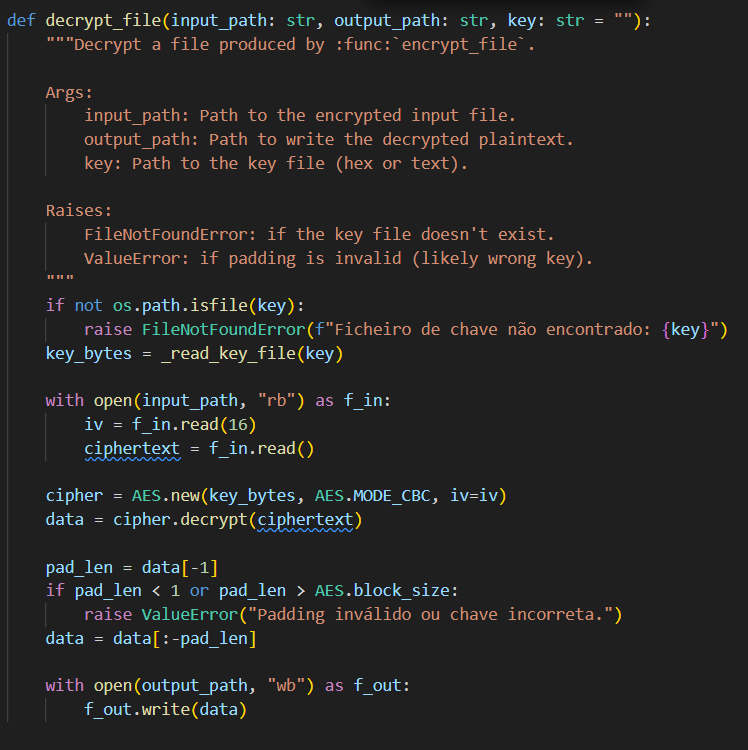 def decrypt_file(input_path: str, output_path: str, key: str = ""):
    """Decrypt a file produced by :func:`encrypt_file`.

    Args:
        input_path: Path to the encrypted input file.
        output_path: Path to write the decrypted plaintext.
        key: Path to the key file (hex or text).

    Raises:
        FileNotFoundError: if the key file doesn't exist.
        ValueError: if padding is invalid (likely wrong key).
    """
    if not os.path.isfile(key):
        raise FileNotFoundError(f"Ficheiro de chave não encontrado: {key}")
    key_bytes = _read_key_file(key)

    with open(input_path, "rb") as f_in:
        iv = f_in.read(16)
        ciphertext = f_in.read()

    cipher = AES.new(key_bytes, AES.MODE_CBC, iv=iv)
    data = cipher.decrypt(ciphertext)

    pad_len = data[-1]
    if pad_len < 1 or pad_len > AES.block_size:
        raise ValueError("Padding inválido ou chave incorreta.")
    data = data[:-pad_len]

    with open(output_path, "wb") as f_out:
        f_out.write(data)